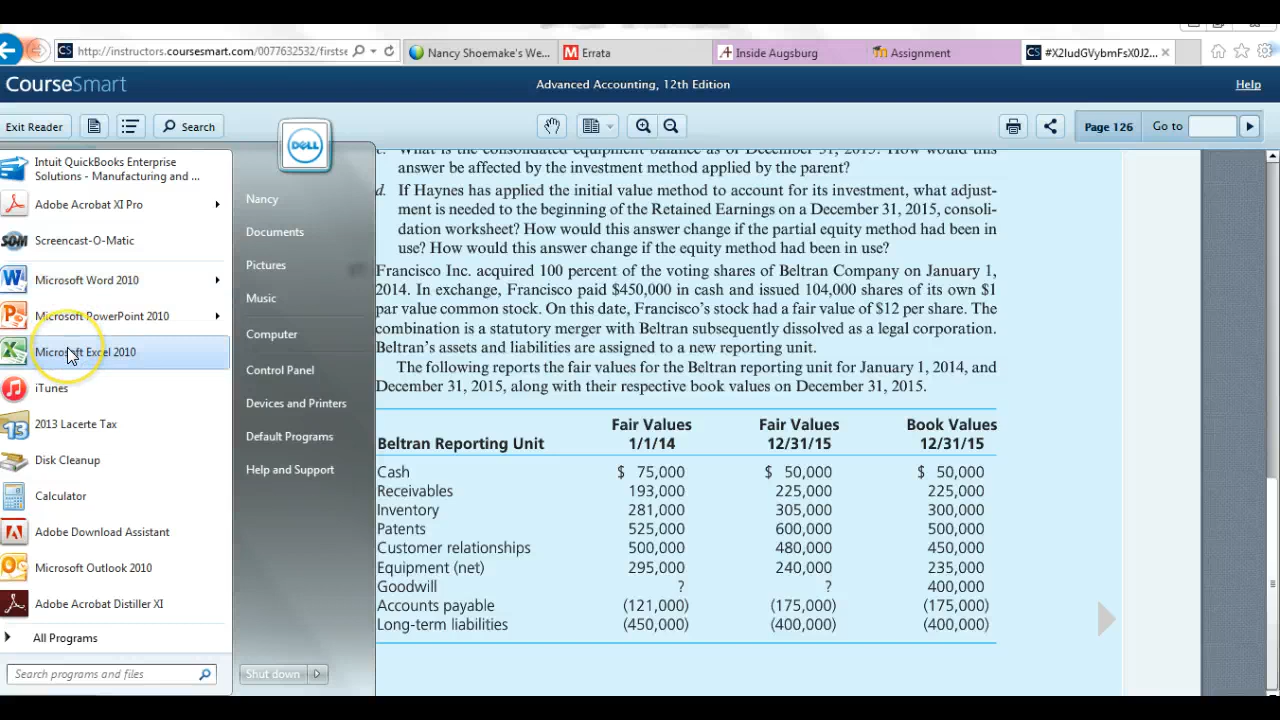 http://instructors.coursesmart.com/0077632532/firstse
CS
Nancy Shoemake's We...
M Errata
A Inside Augsburg
Assignment
CS #X2ludGVybmFsX0J2...
CourseSmart
Advanced Accounting, 12th Edition
Help
Exit Reader
Search
Page 126
Go to
DELL
Intuit QuickBooks Enterprise
Solutions - Manufacturing and ...
Adobe Acrobat XI Pro
Screencast-O-Matic
Microsoft Word 2010
Microsoft PowerPoint 2010
Microsoft Excel 2010
iTunes
2013 Lacerte Tax
Disk Cleanup
Calculator
Adobe Download Assistant
Microsoft Outlook 2010
Adobe Acrobat Distiller XI
All Programs
Search programs and files
Nancy
Documents
Pictures
Music
Computer
Control Panel
Devices and Printers
Default Programs
Help and Support
Shut down
answer be affected by the investment method applied by the parent?
d. If Haynes has applied the initial value method to account for its investment, what adjust-
ment is needed to the beginning of the Retained Earnings on a December 31, 2015, consoli-
dation worksheet? How would this answer change if the partial equity method had been in
use? How would this answer change if the equity method had been in use?
Francisco Inc. acquired 100 percent of the voting shares of Beltran Company on January 1,
2014. In exchange, Francisco paid $450,000 in cash and issued 104,000 shares of its own $1
par value common stock. On this date, Francisco's stock had a fair value of $12 per share. The
combination is a statutory merger with Beltran subsequently dissolved as a legal corporation.
Beltran's assets and liabilities are assigned to a new reporting unit.
The following reports the fair values for the Beltran reporting unit for January 1, 2014, and
December 31, 2015, along with their respective book values on December 31, 2015.
Fair Values Fair Values Book Values
Beltran Reporting Unit 1/1/14 12/31/15 12/31/15
Cash $ 75,000 $ 50,000 $ 50,000
Receivables 193,000 225,000 225,000
Inventory 281,000 305,000 300,000
Patents 525,000 600,000 500,000
Customer relationships 500,000 480,000 450,000
Equipment (net) 295,000 240,000 235,000
Goodwill ? ? 400,000
Accounts payable (121,000) (175,000) (175,000)
Long-term liabilities (450,000) (400,000) (400,000)